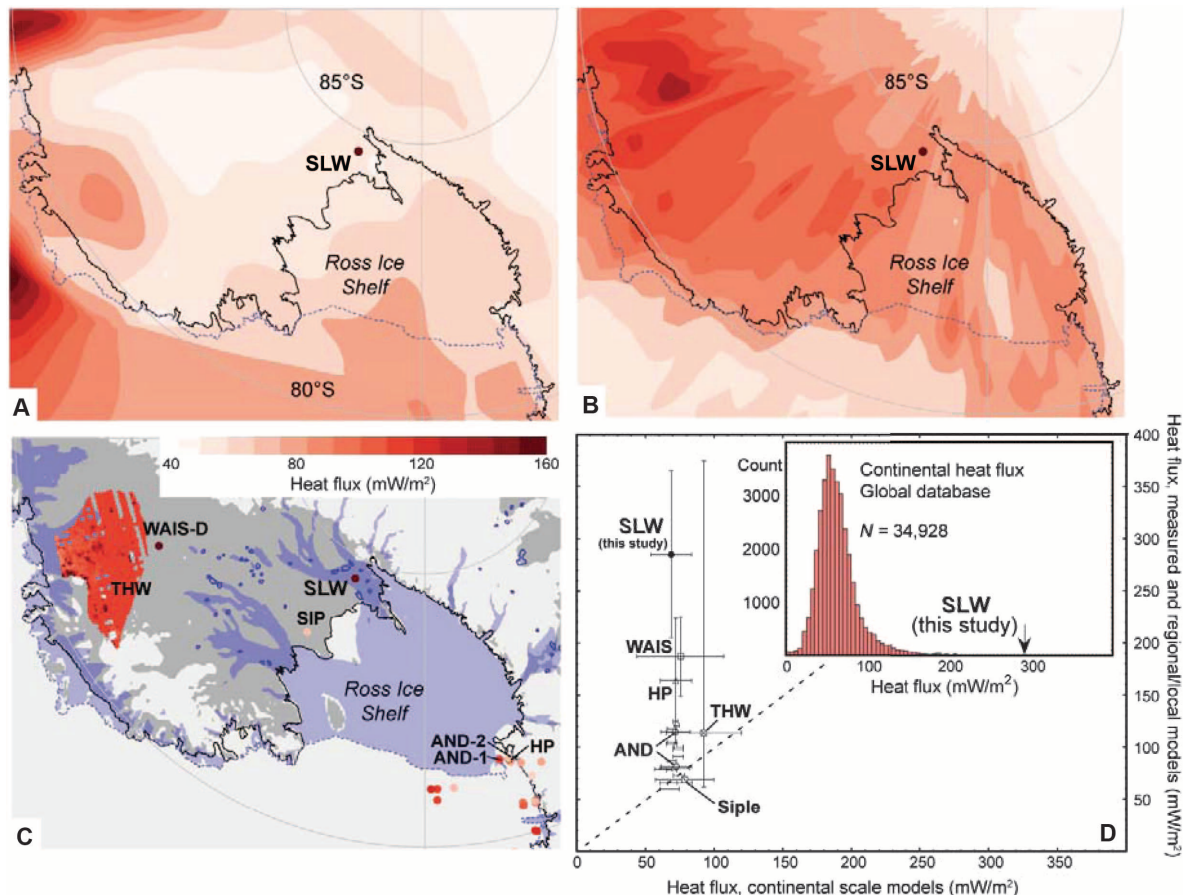 85°S
SLW
Ross Ice
Shelf
80°S
A
85°S
SLW
Ross Ice
Shelf
B
40
80
120
160
Heat flux (mW/m²)
WAIS-D
THW
SLW
SIP
Ross Ice
Shelf
AND-2
AND-1
HP
C
Count
3000
2000
1000
Continental heat flux
Global database
N = 34,928
SLW
(this study)
0
100
200
300
Heat flux (mW/m²)
SLW
(this study)
WAIS
HP
THW
AND
Siple
D
400
350
300
250
200
150
100
50
Heat flux, measured and regional/local models (mW/m²)
0
50
100
150
200
250
300
350
Heat flux, continental scale models (mW/m²)